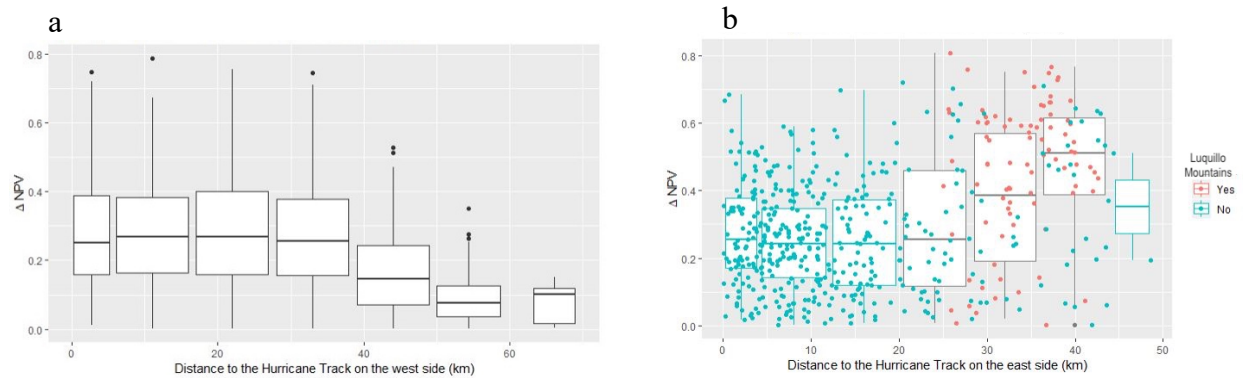 a
0.8
0.6
0.4
0.2
0.0
Δ NPV
0
20
40
60
Distance to the Hurricane Track on the west side (km)
b
0.8
0.6
0.4
0.2
0.0
Δ NPV
0
10
20
30
40
50
Distance to the Hurricane Track on the east side (km)
Luquillo
Mountains
Yes
No